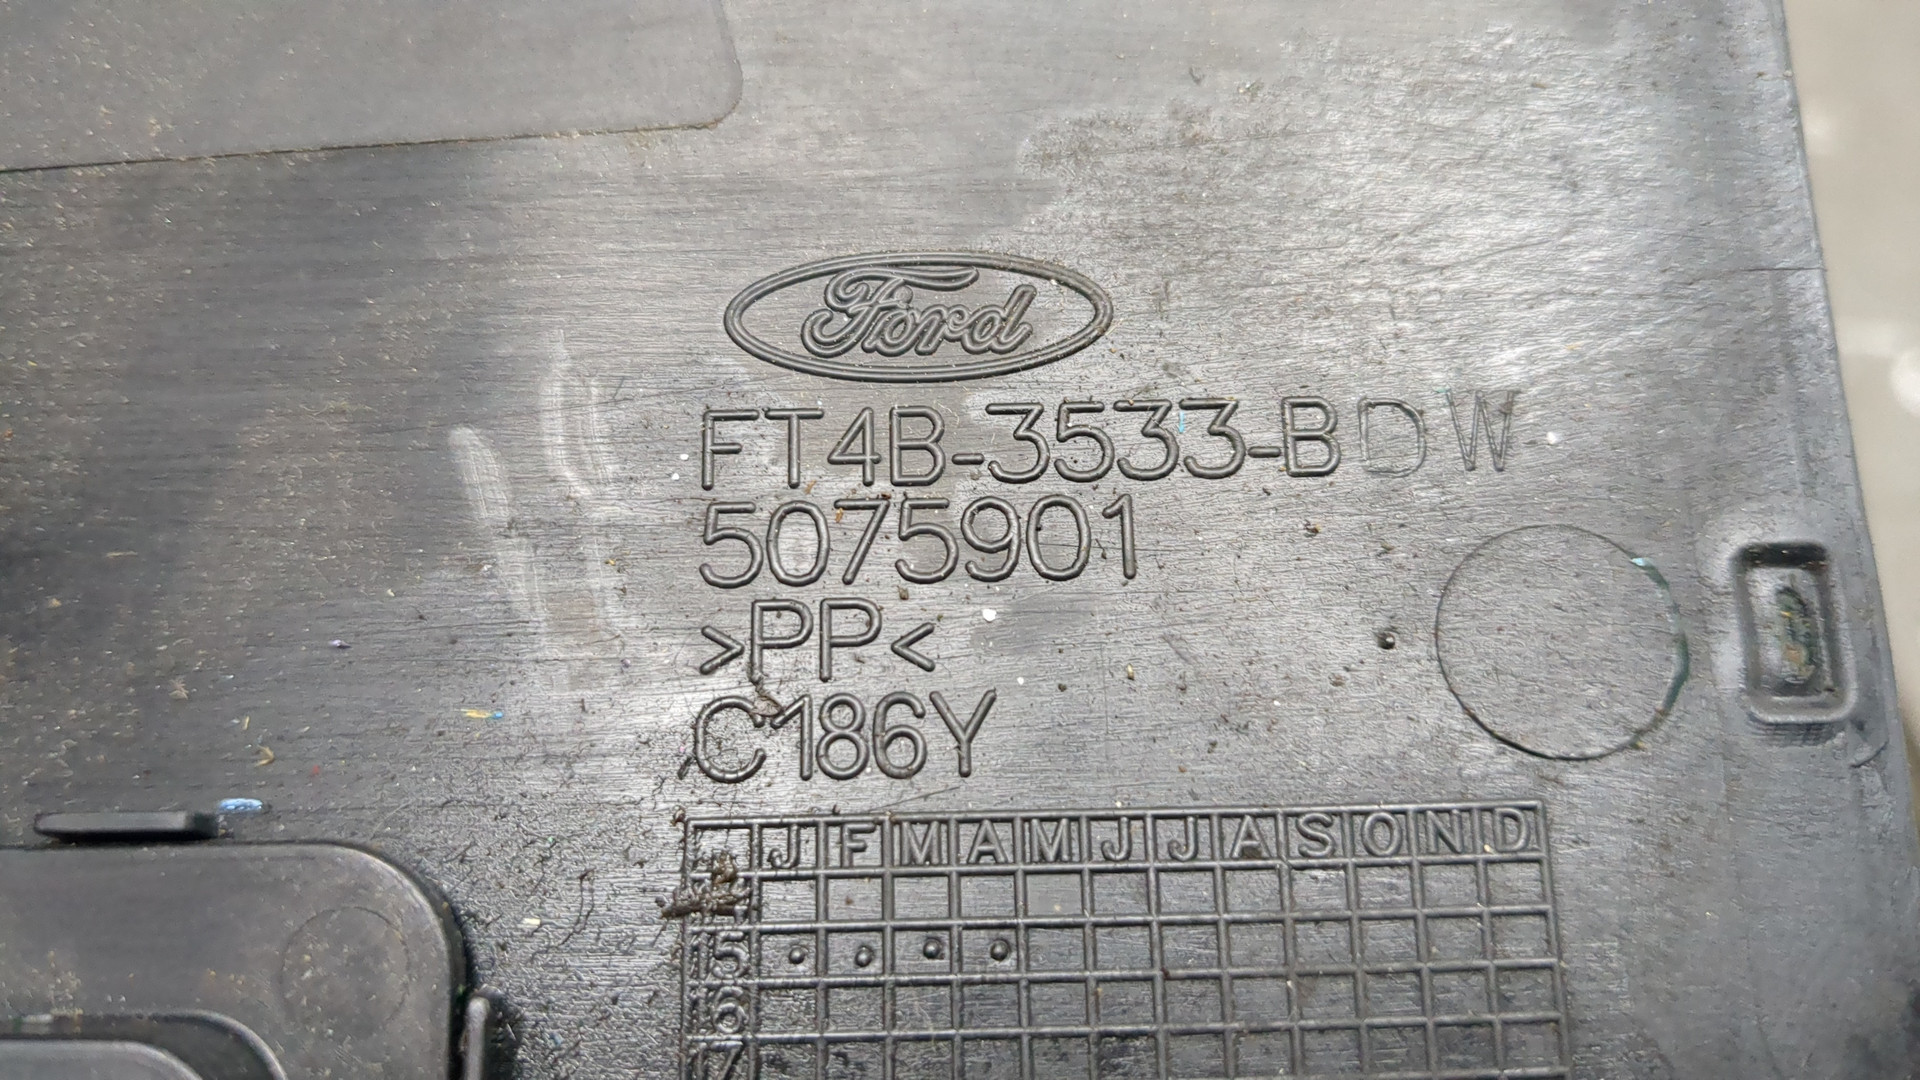 Ford
FT4B-3533-BDW
5075901
>PP<
C186Y
J F M A M J J A S O N D
15
16
17